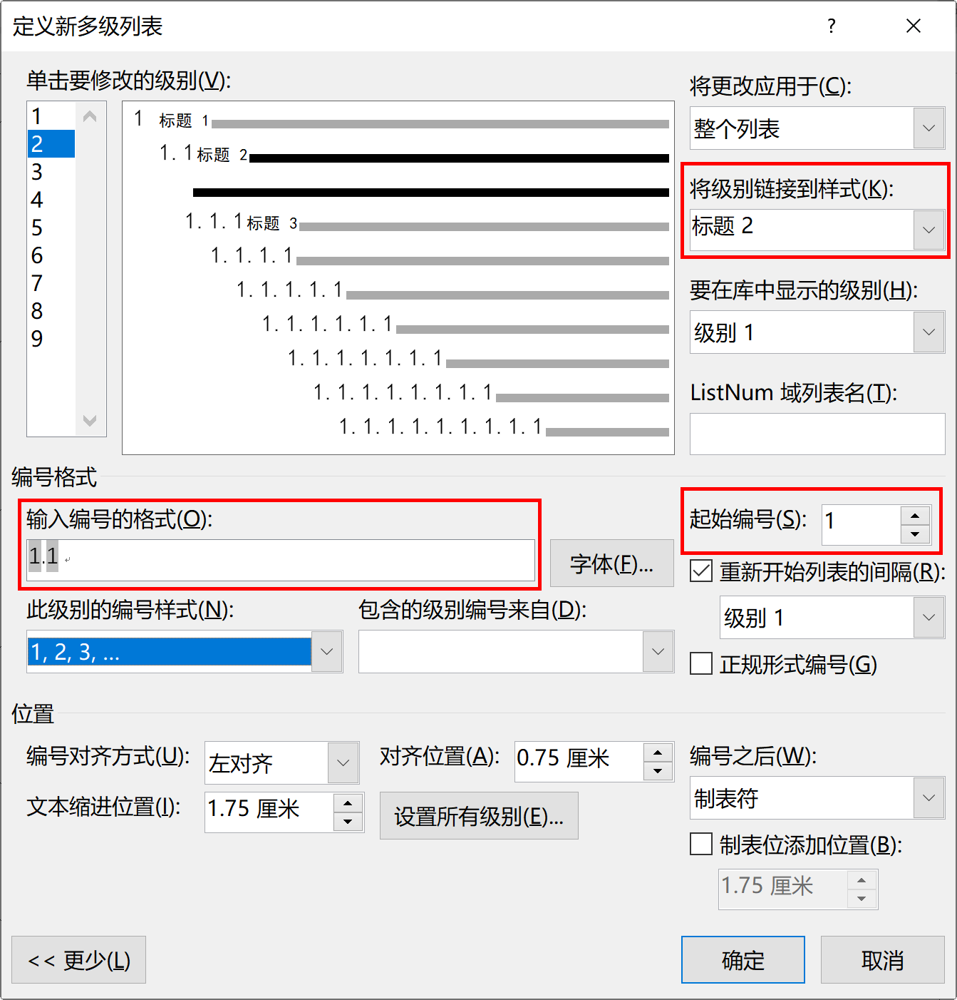 定义新多级列表 ?
单击要修改的级别(V):
1
2
3
4
5
6
7
8
9
1 标题 1
1.1标题 2
1.1.1标题 3
1.1.1.1
1.1.1.1.1
1.1.1.1.1.1
1.1.1.1.1.1.1
1.1.1.1.1.1.1.1
1.1.1.1.1.1.1.1.1
将更改应用于(C):
整个列表
将级别链接到样式(K):
标题 2
要在库中显示的级别(H):
级别 1
ListNum 域列表名(T):
编号格式
输入编号的格式(O):
1.1
字体(F)...
起始编号(S): 1
重新开始列表的间隔(R):
级别 1
此级别的编号样式(N):
1, 2, 3, ...
包含的级别编号来自(D):
正规形式编号(G)
位置
编号对齐方式(U): 左对齐
对齐位置(A): 0.75 厘米
文本缩进位置(I): 1.75 厘米
设置所有级别(E)...
编号之后(W):
制表符
制表位添加位置(B):
1.75 厘米
<< 更少(L)
确定
取消